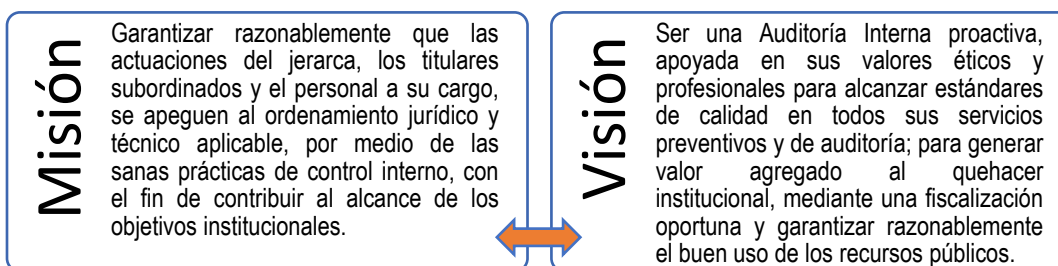 Misión
Garantizar razonablemente que las
actuaciones del jerarca, los titulares
subordinados y el personal a su cargo,
se apeguen al ordenamiento jurídico y
técnico aplicable, por medio de las
sanas prácticas de control interno, con
el fin de contribuir al alcance de los
objetivos institucionales.
Visión
Ser una Auditoría Interna proactiva,
apoyada en sus valores éticos y
profesionales para alcanzar estándares
de calidad en todos sus servicios
preventivos y de auditoría; para generar
valor agregado al quehacer
institucional, mediante una fiscalización
oportuna y garantizar razonablemente
el buen uso de los recursos públicos.